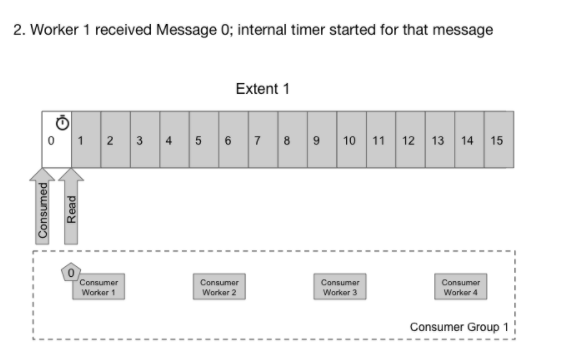 2. Worker 1 received Message 0; internal timer started for that message
Extent 1
0 1 2 3 4 5 6 7 8 9 10 11 12 13 14 15
Consumed
Read
0
Consumer
Worker 1
Consumer
Worker 2
Consumer
Worker 3
Consumer
Worker 4
Consumer Group 1